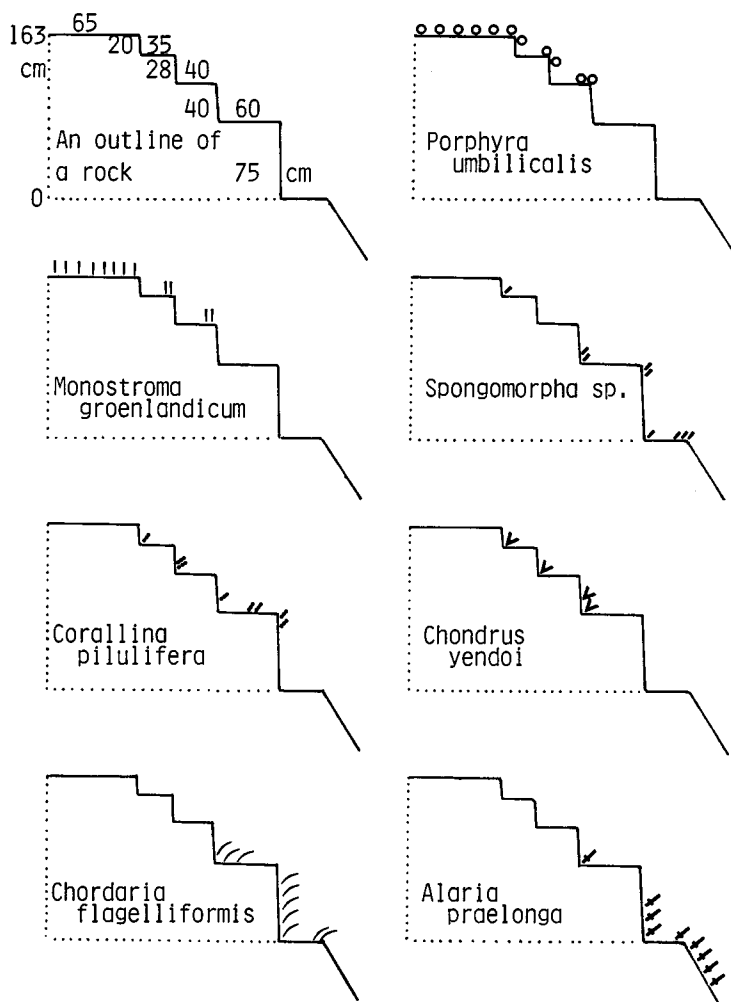 65
163 20 35
cm 28 40
40 60
An outline of
a rock 75 cm
0
Porphyra
umbilicalis
Monostroma
groenlandicum
Spongomorpha sp.
Corallina
pilulifera
Chondrus
yendoi
Chordaria
flagelliformis
Alaria
praelonga